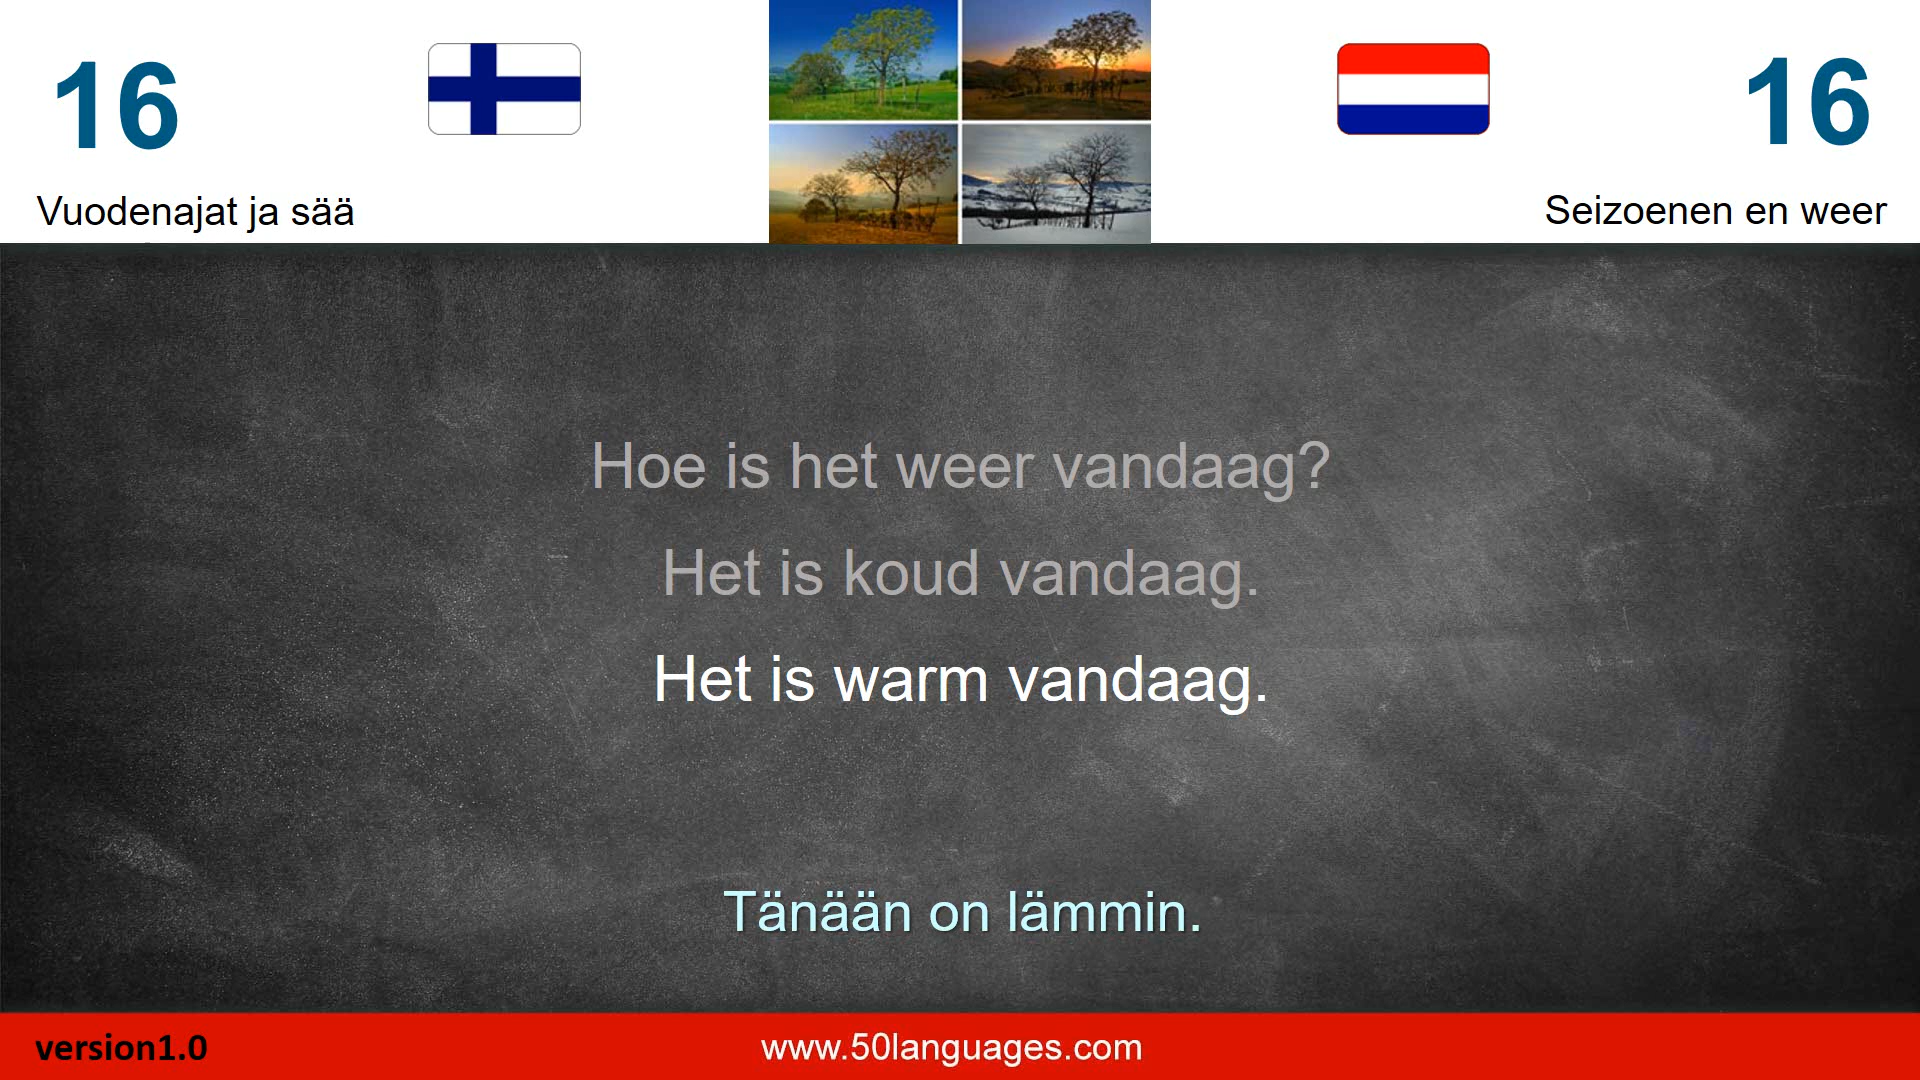 16
16
Vuodenajat ja sää
Seizoenen en weer
Hoe is het weer vandaag?
Het is koud vandaag.
Het is warm vandaag.
Tänään on lämmin.
version1.0
www.50languages.com